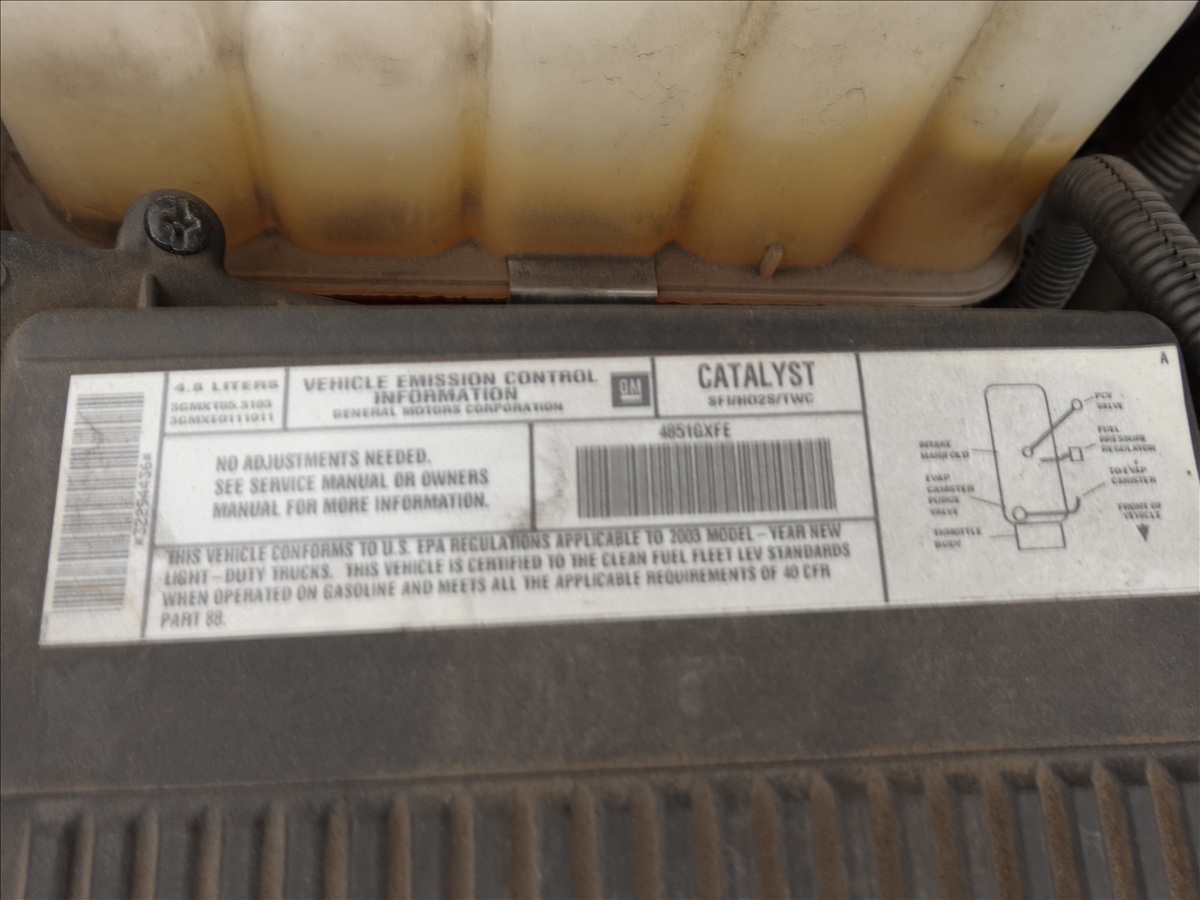 4.8 LITERS
3GMXT05.3183
3GMXE0111911
VEHICLE EMISSION CONTROL
INFORMATION
GENERAL MOTORS CORPORATION
GM
CATALYST
SFI/HO2S/TWC
A
NO ADJUSTMENTS NEEDED.
SEE SERVICE MANUAL OR OWNERS
MANUAL FOR MORE INFORMATION.
4851GXFE
THIS VEHICLE CONFORMS TO U.S. EPA REGULATIONS APPLICABLE TO 2003 MODEL-YEAR NEW
LIGHT-DUTY TRUCKS. THIS VEHICLE IS CERTIFIED TO THE CLEAN FUEL FLEET LEV STANDARDS
WHEN OPERATED ON GASOLINE AND MEETS ALL THE APPLICABLE REQUIREMENTS OF 40 CFR
PART 88.
PCV
VALVE
FUEL
PRESSURE
REGULATOR
INTAKE
MANIFOLD
TO EVAP
CANISTER
EVAP
CANISTER
PURGE
VALVE
FRONT OF
VEHICLE
THROTTLE
BODY